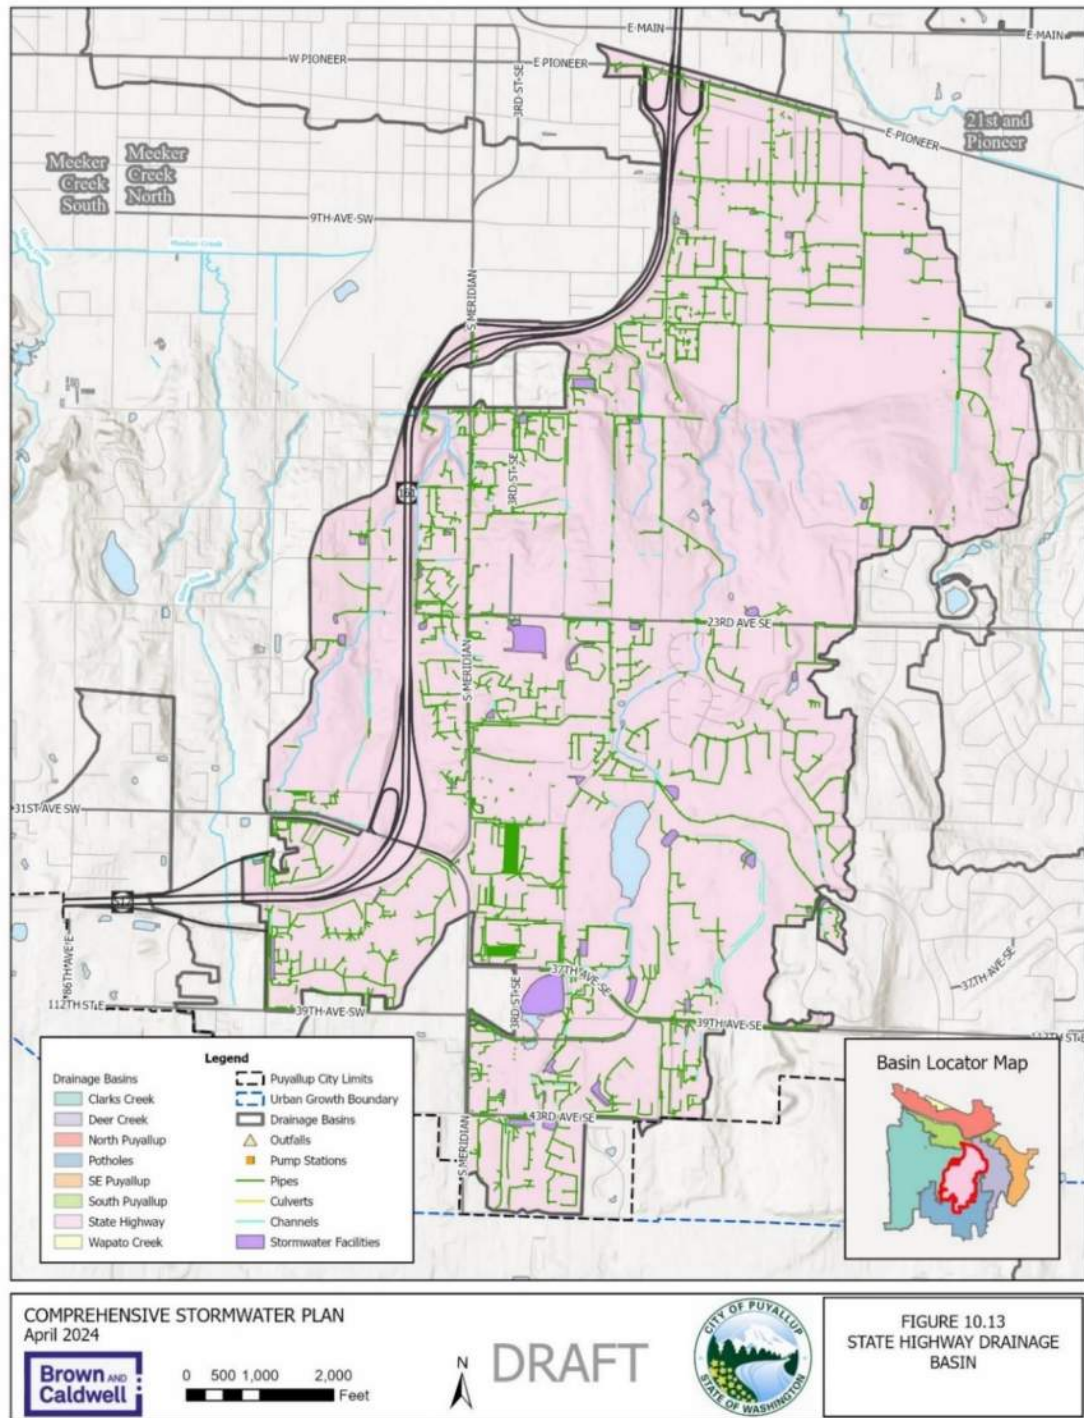 E MAIN
E MAIN
W PIONEER
E PIONEER
3RD ST SE
E PIONEER
21st and
Pioneer
Meeker
Creek
South
Meeker
Creek
North
9TH AVE SW
Meeker Creek
S MERIDIAN
3RD ST SE
23RD AVE SE
S MERIDIAN
31ST AVE SW
512
86TH AVE E
112TH ST E
39TH AVE SW
3RD ST SE
37TH AVE SE
37TH AVE SE
39TH AVE SE
43RD AVE SE
S MERIDIAN
Legend
Drainage Basins
Clarks Creek
Deer Creek
North Puyallup
Potholes
SE Puyallup
South Puyallup
State Highway
Wapato Creek
Puyallup City Limits
Urban Growth Boundary
Drainage Basins
Outfalls
Pump Stations
Pipes
Culverts
Channels
Stormwater Facilities
Basin Locator Map
COMPREHENSIVE STORMWATER PLAN
April 2024
Brown AND
Caldwell
0 500 1,000 2,000
Feet
N
DRAFT
CITY OF PUYALLUP
STATE OF WASHINGTON
FIGURE 10.13
STATE HIGHWAY DRAINAGE
BASIN